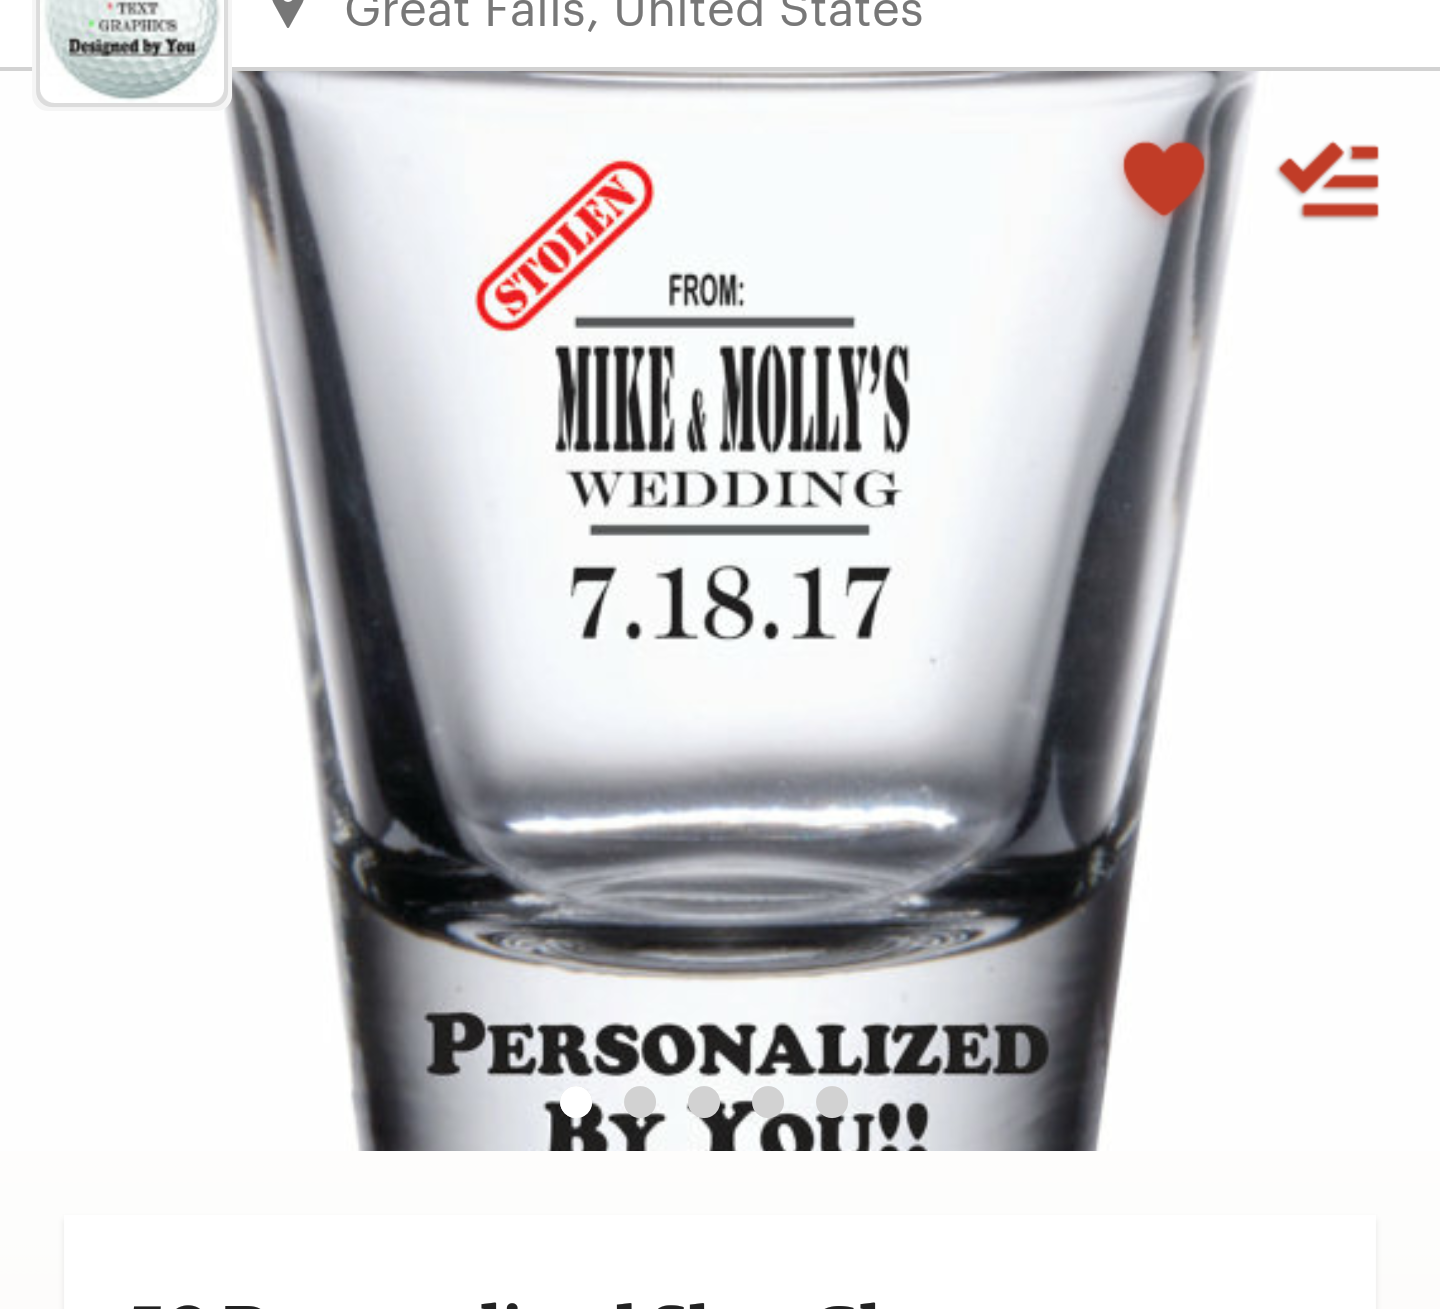 • TEXT
• GRAPHICS
Designed by You
Great Falls, United States
STOLEN
FROM:
MIKE & MOLLY'S
WEDDING
7.18.17
PERSONALIZED
BY YOU!!